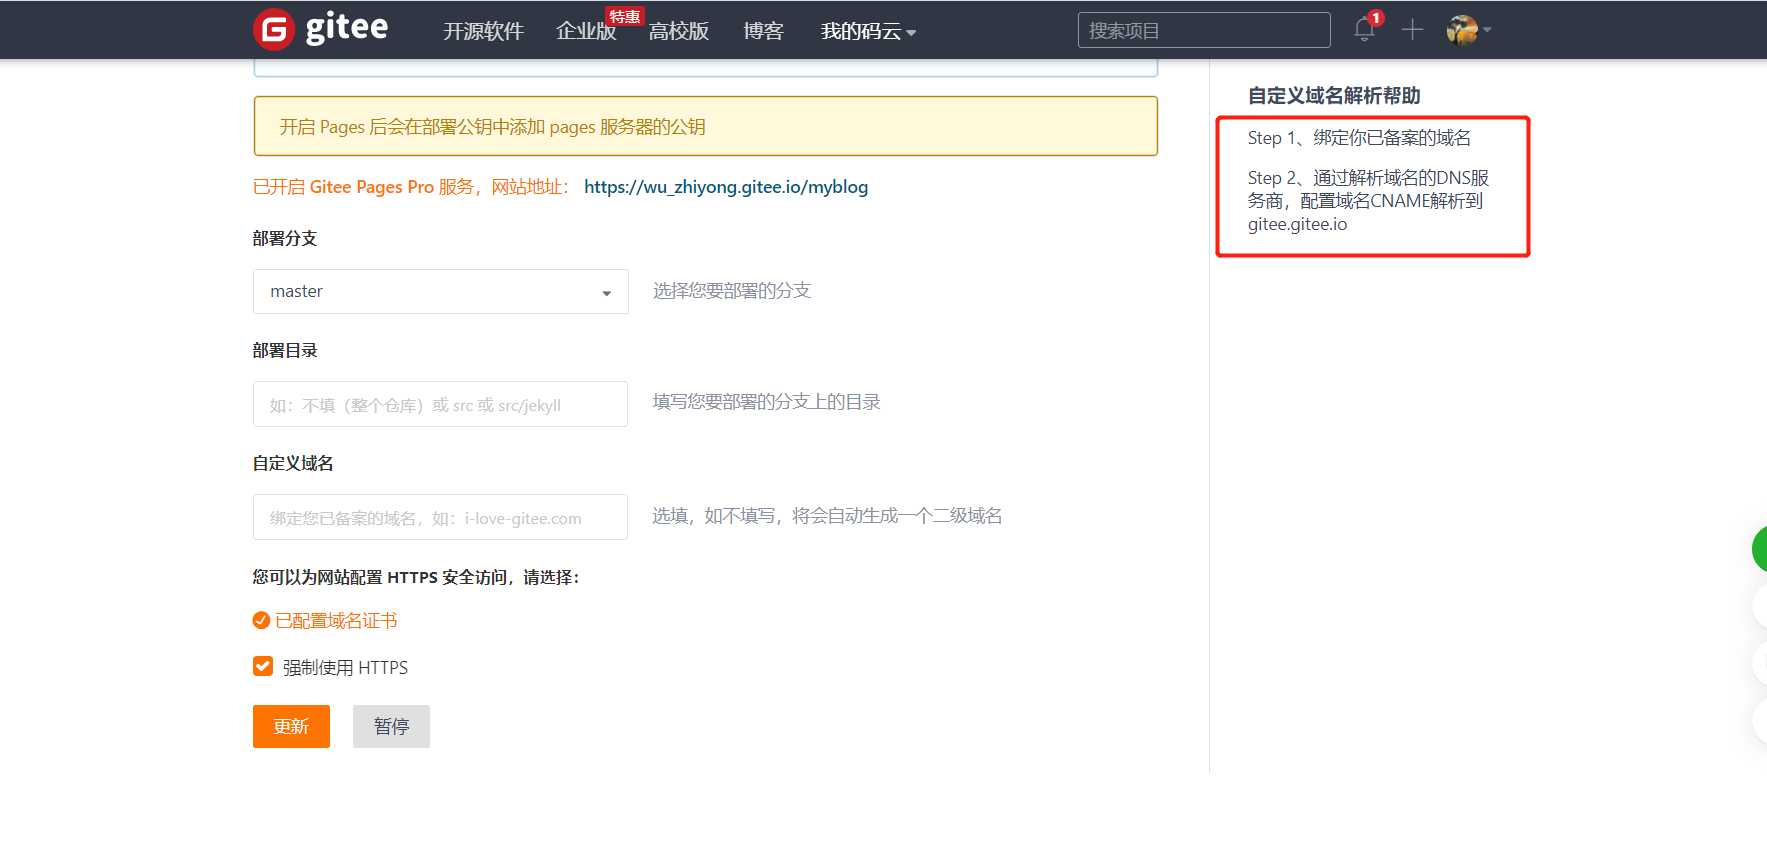 gitee
开源软件
企业版
特惠
高校版
博客
我的码云
搜索项目
1
开启 Pages 后会在部署公钥中添加 pages 服务器的公钥
已开启 Gitee Pages Pro 服务，网站地址： https://wu_zhiyong.gitee.io/myblog
部署分支
master
选择您要部署的分支
部署目录
如：不填（整个仓库）或 src 或 src/jekyll
填写您要部署的分支上的目录
自定义域名
绑定您已备案的域名，如：i-love-gitee.com
选填，如不填写，将会自动生成一个二级域名
您可以为网站配置 HTTPS 安全访问，请选择：
已配置域名证书
强制使用 HTTPS
更新
暂停
自定义域名解析帮助
Step 1、绑定你已备案的域名
Step 2、通过解析域名的DNS服
务商，配置域名CNAME解析到
gitee.gitee.io